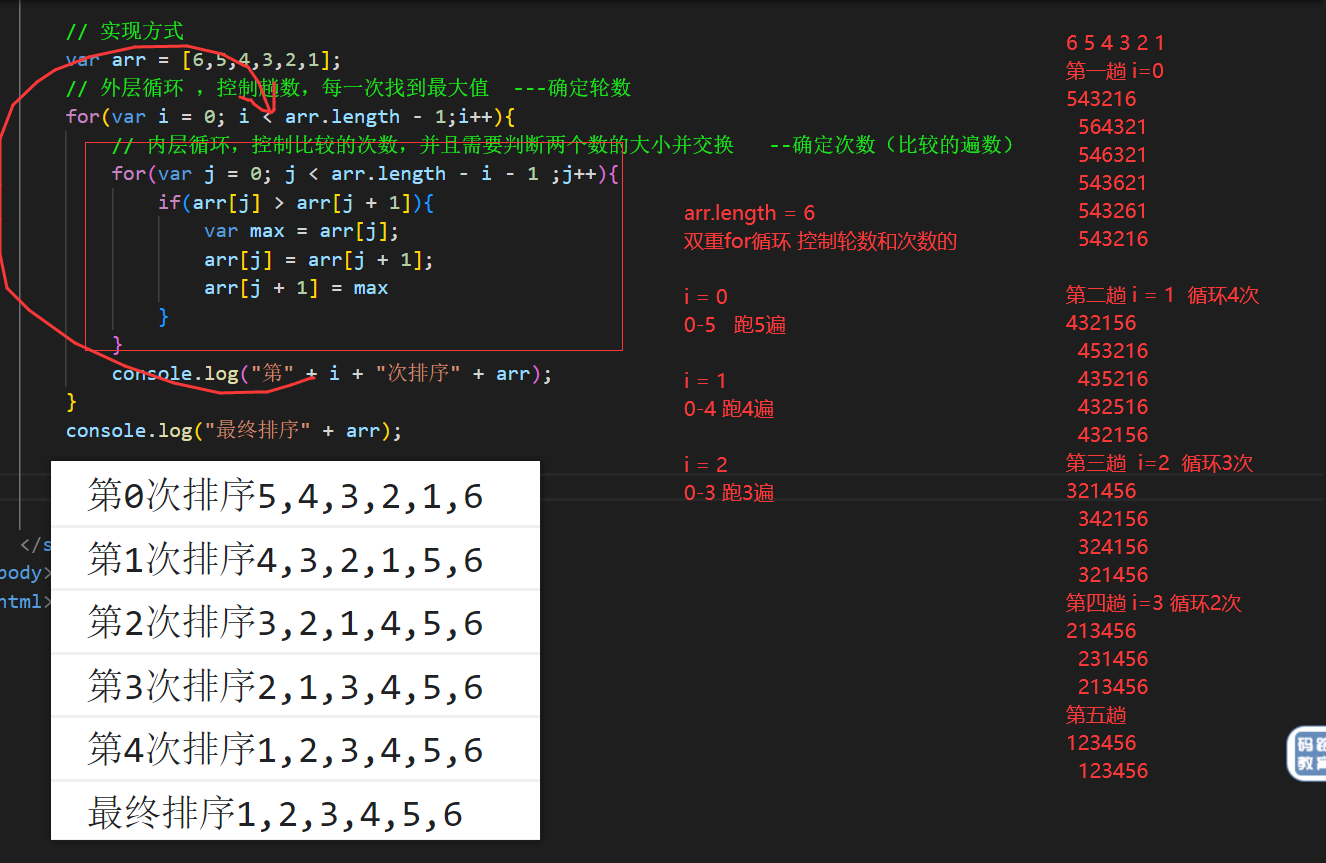 // 实现方式
var arr = [6,5,4,3,2,1];
// 外层循环 ，控制趟数，每一次找到最大值  ---确定轮数
for(var i = 0; i < arr.length - 1;i++){
// 内层循环，控制比较的次数，并且需要判断两个数的大小并交换   --确定次数（比较的遍数）
for(var j = 0; j < arr.length - i - 1 ;j++){
if(arr[j] > arr[j + 1]){
var max = arr[j];
arr[j] = arr[j + 1];
arr[j + 1] = max
}
}
console.log("第" + i + "次排序" + arr);
}
console.log("最终排序" + arr);
</s
body>
html>
第0次排序5,4,3,2,1,6
第1次排序4,3,2,1,5,6
第2次排序3,2,1,4,5,6
第3次排序2,1,3,4,5,6
第4次排序1,2,3,4,5,6
最终排序1,2,3,4,5,6
arr.length = 6
双重for循环 控制轮数和次数的
i = 0
0-5   跑5遍
i = 1
0-4 跑4遍
i = 2
0-3 跑3遍
6 5 4 3 2 1
第一趟 i=0
543216
564321
546321
543621
543261
543216
第二趟 i = 1  循环4次
432156
453216
435216
432516
432156
第三趟  i=2  循环3次
321456
342156
324156
321456
第四趟 i=3 循环2次
213456
231456
213456
第五趟
123456
123456
码
教育